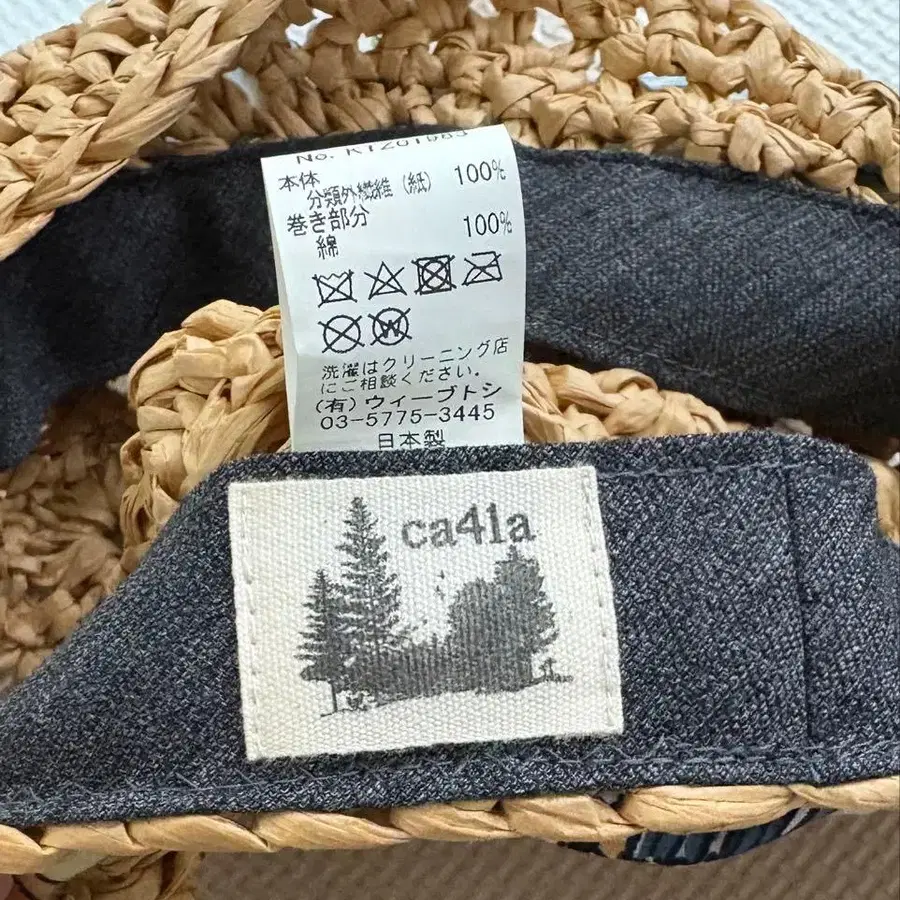 No.
本体
分類外繊維(紙) 100%
巻き部分
綿 100%
W
洗濯はクリーニング店
にご相談ください。
(有)ウィーブトシ
03-5775-3445
日本製
ca4la